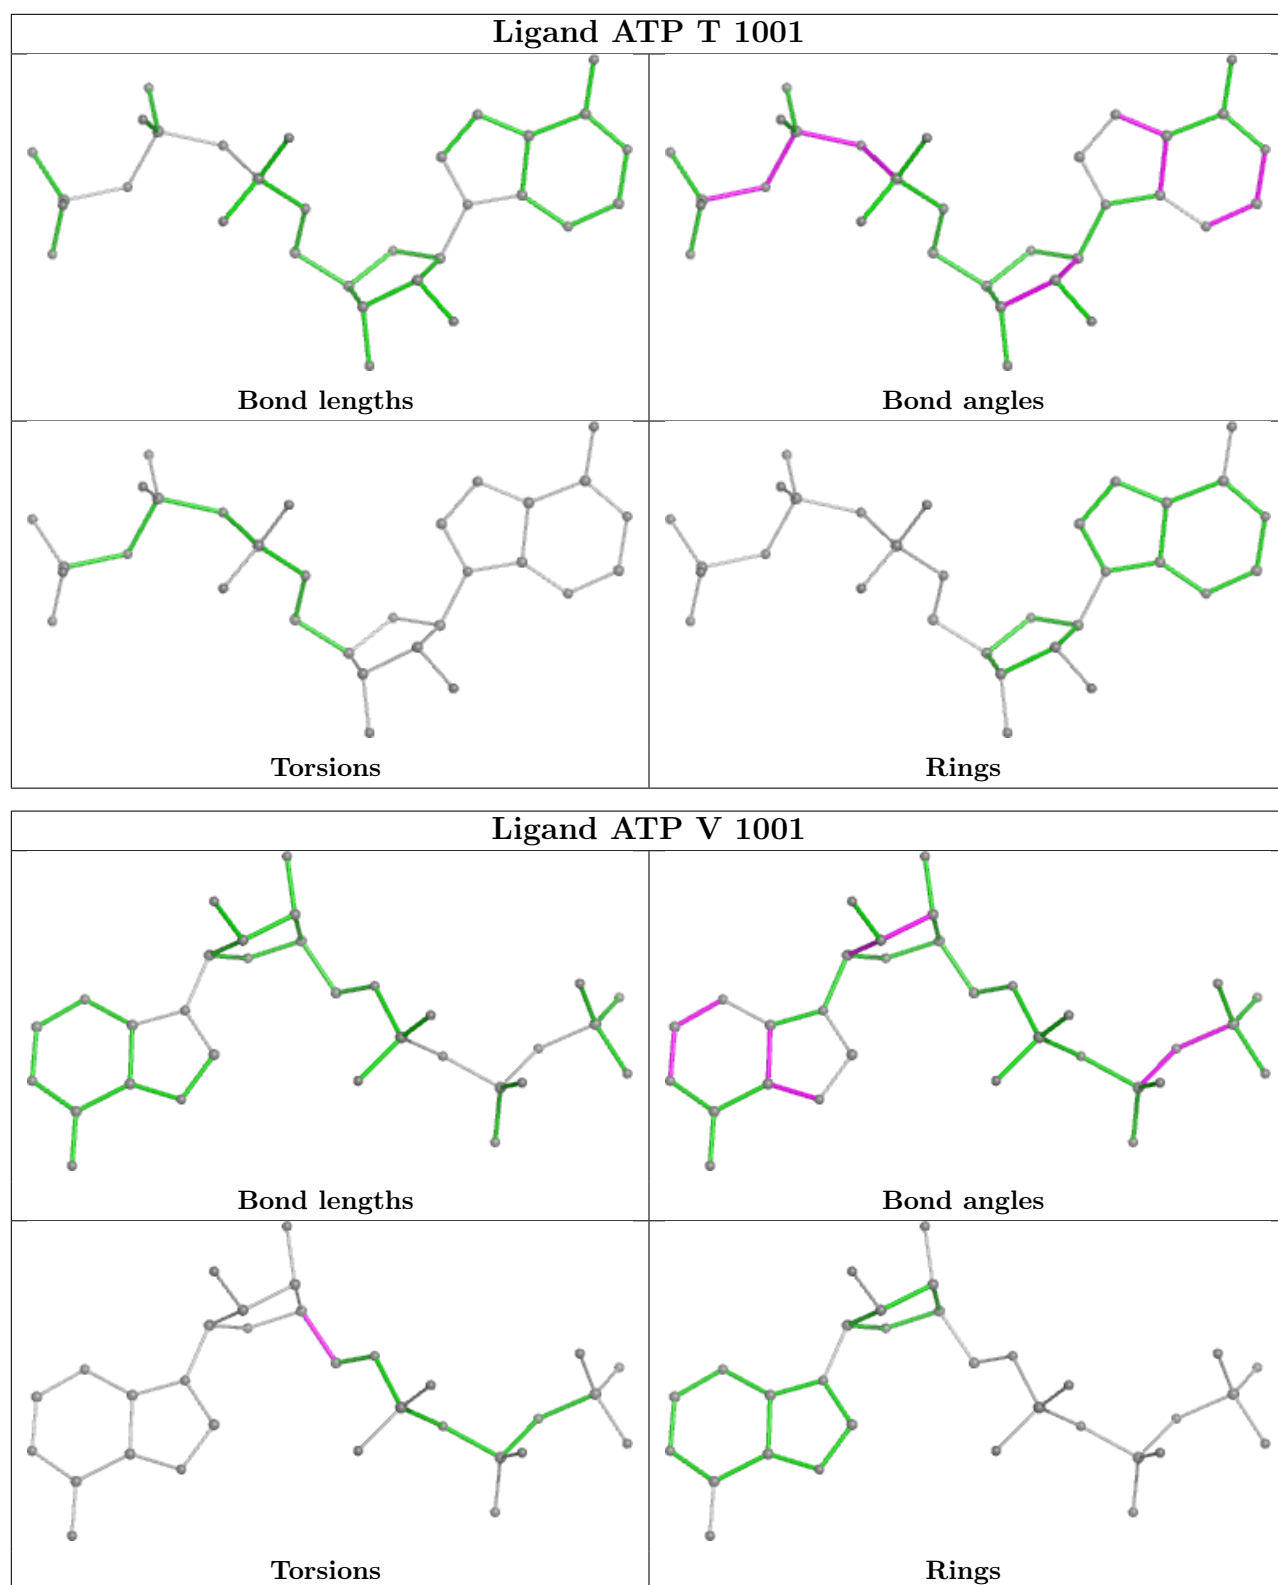 Ligand ATP T 1001
Bond lengths
Bond angles
Torsions
Rings
Ligand ATP V 1001
Bond lengths
Bond angles
Torsions
Rings